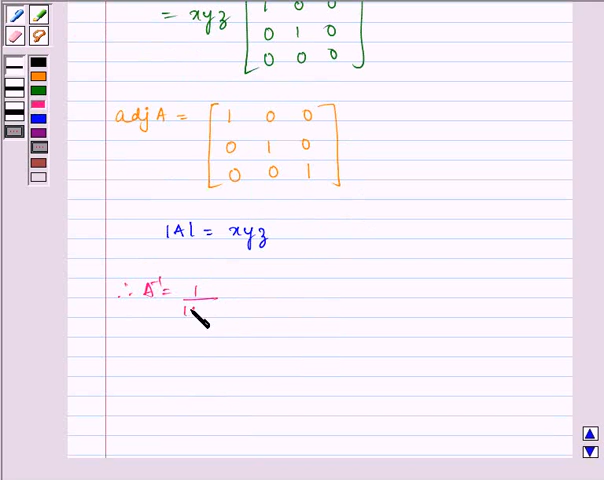 = xyz [ 1 0 0
0 1 0
0 0 0 ]
adj A = [ 1 0 0
0 1 0
0 0 1 ]
|A| = xyz
∴ A⁻¹ = 1